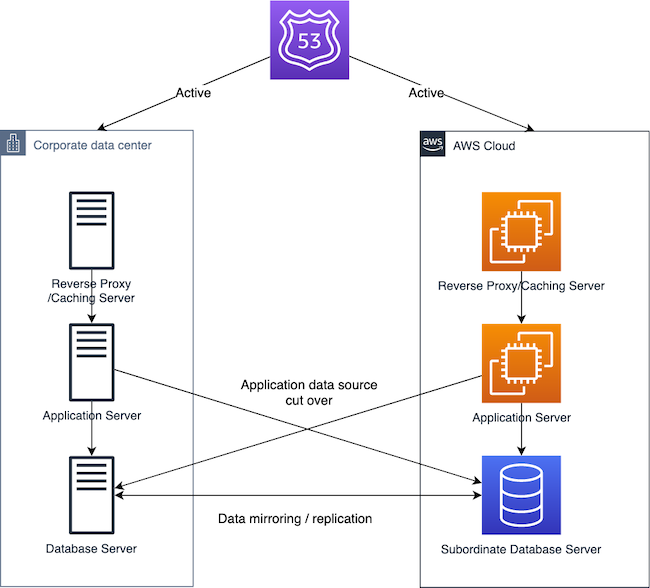 53
Active
Active
Corporate data center
aws
AWS Cloud
Reverse Proxy
/Caching Server
Reverse Proxy/Caching Server
Application data source
cut over
Application Server
Application Server
Data mirroring / replication
Database Server
Subordinate Database Server